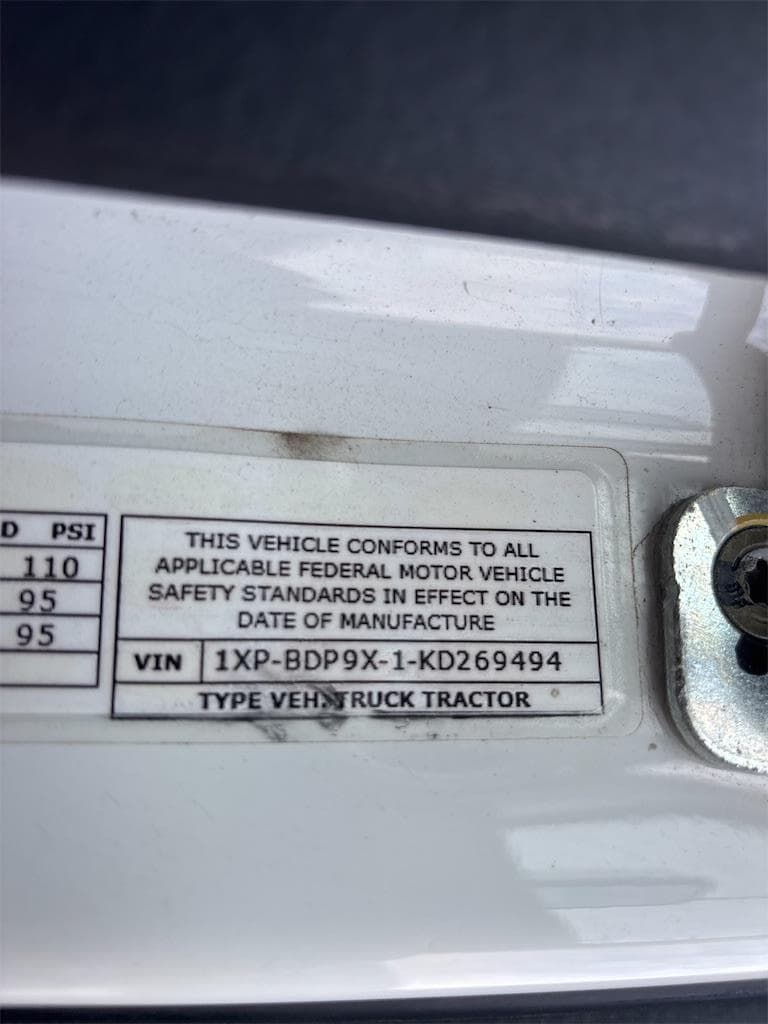 D PSI
110
95
95
THIS VEHICLE CONFORMS TO ALL
APPLICABLE FEDERAL MOTOR VEHICLE
SAFETY STANDARDS IN EFFECT ON THE
DATE OF MANUFACTURE
VIN 1XP-BDP9X-1-KD269494
TYPE VEH. TRUCK TRACTOR